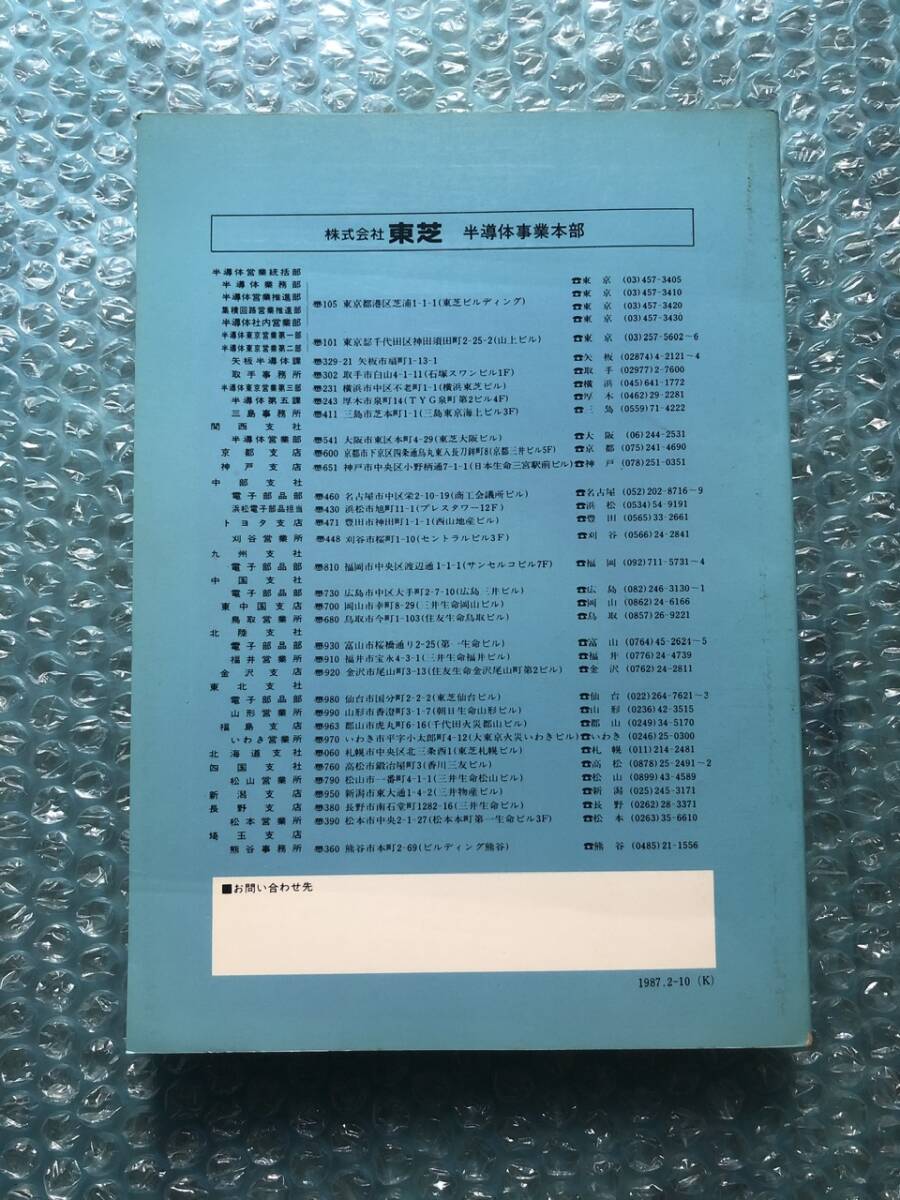 株式会社 東芝 半導体事業本部
半導体営業統括部
半導体業務部 ☎東京 (03)457-3405
半導体営業推進部 ☎東京 (03)457-3410
〠105 東京都港区芝浦1-1-1(東芝ビルディング)
集積回路営業推進部 ☎東京 (03)457-3420
半導体社内営業部 ☎東京 (03)457-3430
半導体東京営業第一部 〠101 東京都千代田区神田須田町2-25-2(山上ビル) ☎東京 (03)257-5602~6
半導体東京営業第二部
矢板半導体課 〠329-21 矢板市扇町1-13-1 ☎矢板 (02874)4-2121~4
取手事務所 〠302 取手市白山4-1-11(石塚スワンビル1F) ☎取手 (02977)2-7600
半導体東京営業第三部 〠231 横浜市中区不老町1-1(横浜東芝ビル) ☎横浜 (045)641-1772
半導体第五課 〠243 厚木市泉町14(TYG泉町第2ビル4F) ☎厚木 (0462)29-2281
三島事務所 〠411 三島市芝本町1-1(三島東京海上ビル3F) ☎三島 (0559)71-4222
関西支社
半導体営業部 〠541 大阪市東区本町4-29(東芝大阪ビル) ☎大阪 (06)244-2531
京都支店 〠600 京都市下京区四条通烏丸東入長刀鉾町8(京都三井ビル5F) ☎京都 (075)241-4690
神戸支店 〠651 神戸市中央区小野柄通7-1-1(日本生命三宮駅前ビル) ☎神戸 (078)251-0351
中部支社
電子部品部 〠460 名古屋市中区栄2-10-19(商工会議所ビル) ☎名古屋 (052)202-8716~9
浜松電子部品担当 〠430 浜松市旭町11-1(プレスタワー12F) ☎浜松 (0534)54-9191
トヨタ支店 〠471 豊田市神田町1-1-1(西山地産ビル) ☎豊田 (0565)33-2661
刈谷営業所 〠448 刈谷市桜町1-10(セントラルビル3F) ☎刈谷 (0566)24-2841
九州支社
電子部品部 〠810 福岡市中央区渡辺通1-1-1(サンセルコビル7F) ☎福岡 (092)711-5731~4
中国支社
電子部品部 〠730 広島市中区大手町2-7-10(広島三井ビル) ☎広島 (082)246-3130~1
東中国支店 〠700 岡山市幸町8-29(三井生命岡山ビル) ☎岡山 (0862)24-6166
鳥取営業所 〠680 鳥取市今町1-103(住友生命鳥取ビル) ☎鳥取 (0857)26-9221
北陸支社
電子部品部 〠930 富山市桜橋通り2-25(第一生命ビル) ☎富山 (0764)45-2624~5
福井営業所 〠910 福井市宝永4-3-1(三井生命福井ビル) ☎福井 (0776)24-4739
金沢支店 〠920 金沢市尾山町3-13(住友生命金沢尾山町第2ビル) ☎金沢 (0762)24-2811
東北支社
電子部品部 〠980 仙台市国分町2-2-2(東芝仙台ビル) ☎仙台 (022)264-7621~3
山形営業所 〠990 山形市香澄町3-1-7(朝日生命山形ビル) ☎山形 (0236)42-3515
福島支店 〠963 郡山市虎丸町6-16(千代田火災郡山ビル) ☎郡山 (0249)34-5170
いわき営業所 〠970 いわき市平字小太郎町4-12(大東京火災いわきビル) ☎いわき (0246)25-0300
北海道支社 〠060 札幌市中央区北三条西1(東芝札幌ビル) ☎札幌 (011)214-2481
四国支社 〠760 高松市鍛冶屋町3(香川三友ビル) ☎高松 (0878)25-2491~2
松山営業所 〠790 松山市一番町4-1-1(三井生命松山ビル) ☎松山 (0899)43-4589
新潟支店 〠950 新潟市東大通1-4-2(三井物産ビル) ☎新潟 (025)245-3171
長野支店 〠380 長野市南石堂町1282-16(三井生命ビル) ☎長野 (0262)28-3371
松本営業所 〠390 松本市中央2-1-27(松本本町第一生命ビル3F) ☎松本 (0263)35-6610
埼玉支店
熊谷事務所 〠360 熊谷市本町2-69(ビルディング熊谷) ☎熊谷 (0485)21-1556
■お問い合わせ先
1987.2-10 (K)